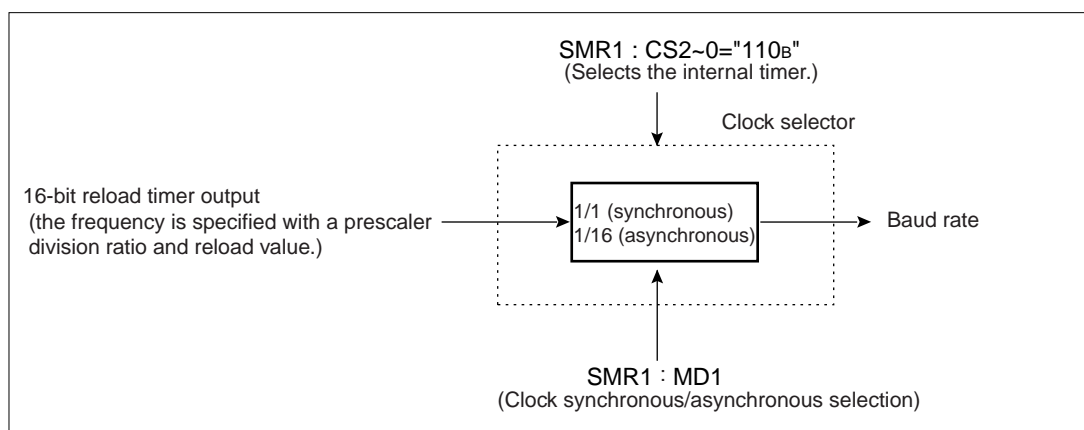 SMR1 : CS2~0="110B"
(Selects the internal timer.)
Clock selector
16-bit reload timer output
(the frequency is specified with a prescaler
division ratio and reload value.)
1/1 (synchronous)
1/16 (asynchronous)
Baud rate
SMR1 : MD1
(Clock synchronous/asynchronous selection)